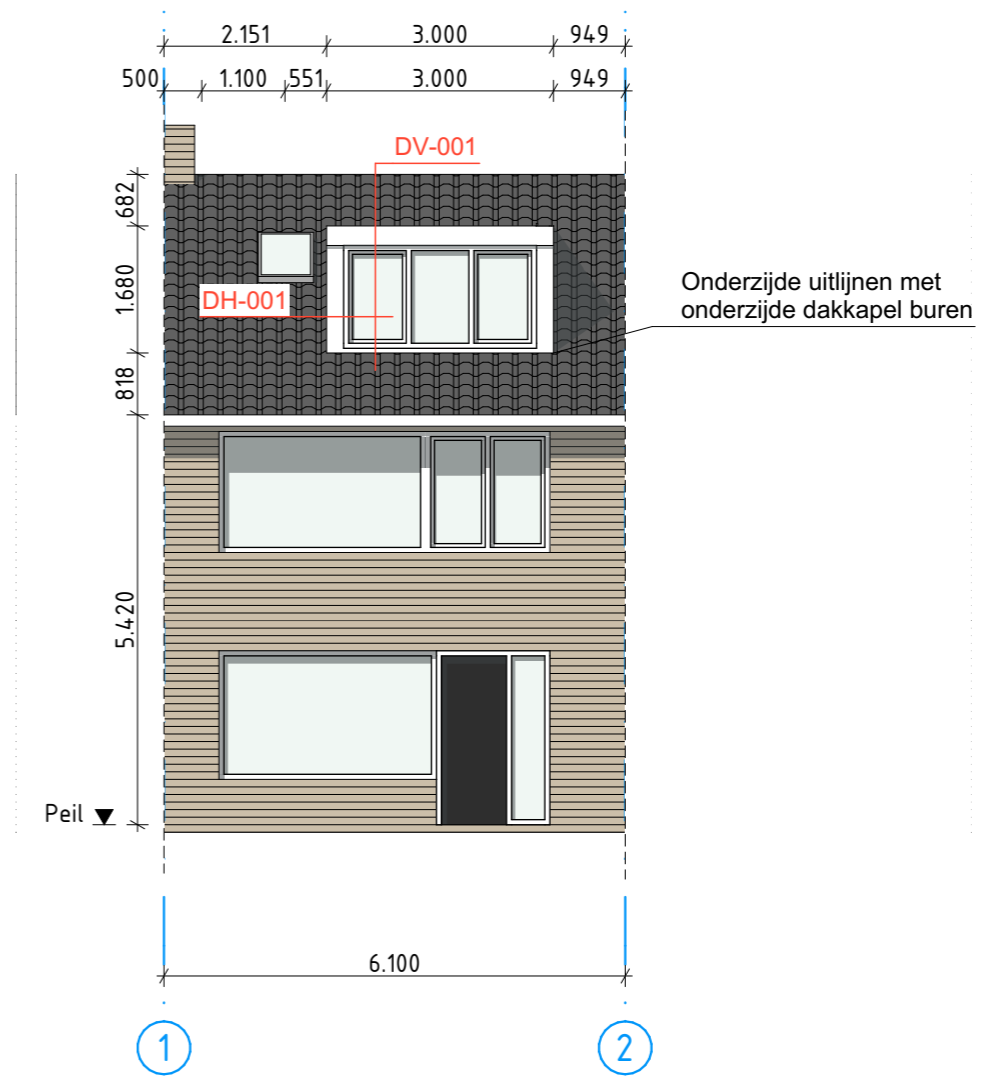 2.151 3.000 949
500 1.100 551 3.000 949
DV-001
682
1.680
DH-001
Onderzijde uitlijnen met
onderzijde dakkapel buren
818
5.420
Peil
6.100
1 2